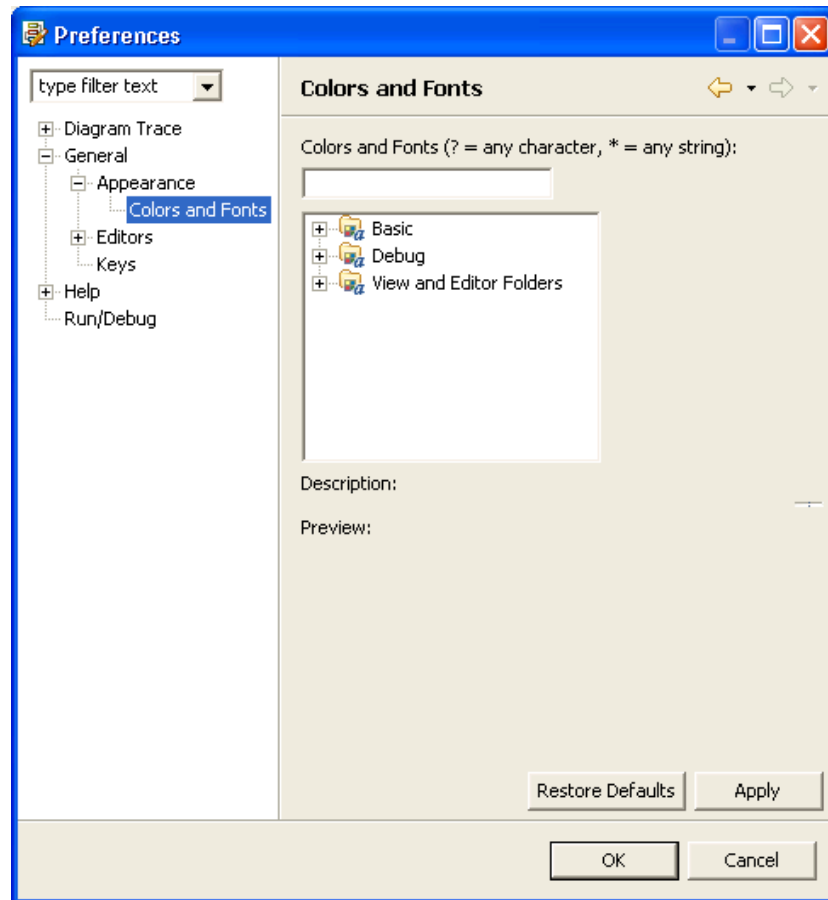 Preferences
type filter text
Diagram Trace
General
Appearance
Colors and Fonts
Editors
Keys
Help
Run/Debug
Colors and Fonts
Colors and Fonts (? = any character, * = any string):
Basic
Debug
View and Editor Folders
Description:
Preview:
Restore Defaults
Apply
OK
Cancel